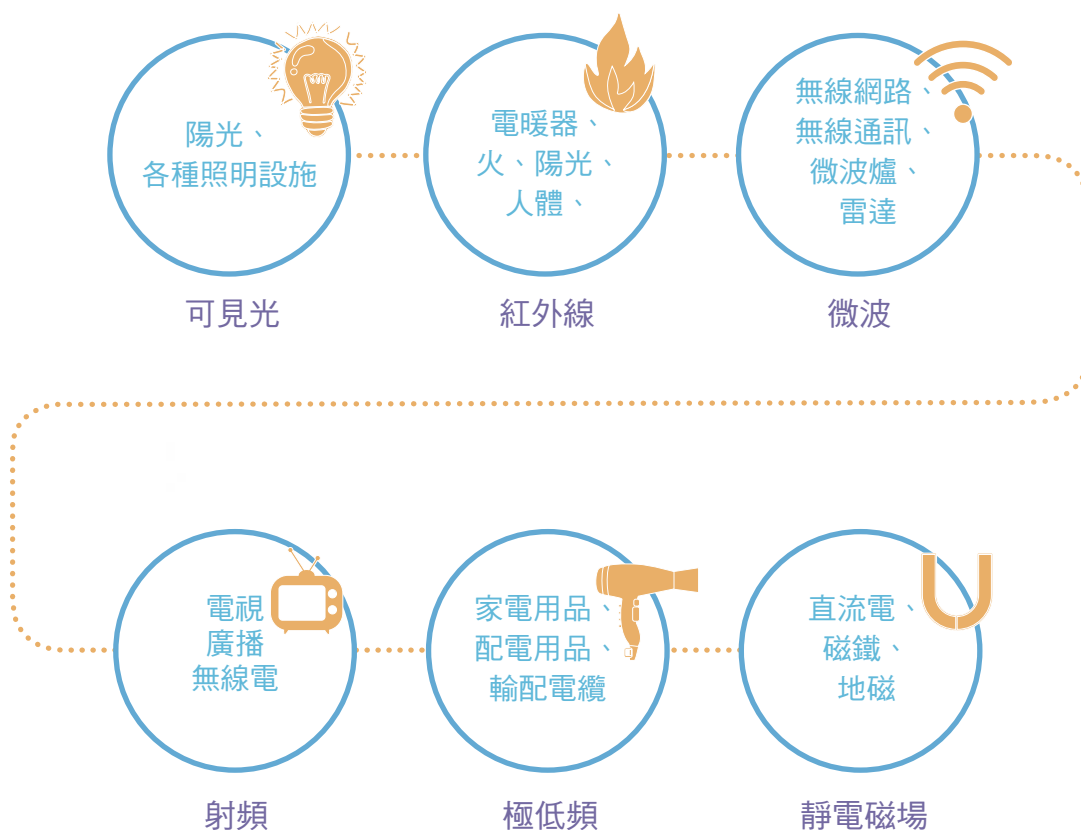 陽光、
各種照明設施
可見光
電暖器、
火、陽光、
人體、
紅外線
無線網路、
無線通訊、
微波爐、
雷達
微波
電視
廣播
無線電
射頻
家電用品、
配電用品、
輸配電纜
極低頻
直流電、
磁鐵、
地磁
靜電磁場